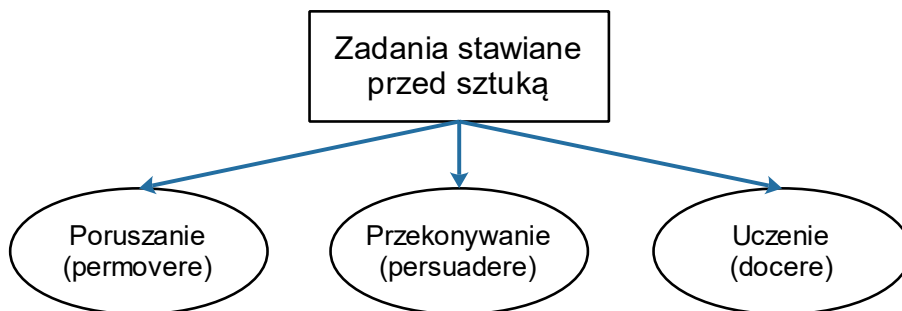 Zadania stawiane
przed sztuką
Poruszanie
(permovere)
Przekonywanie
(persuadere)
Uczenie
(docere)